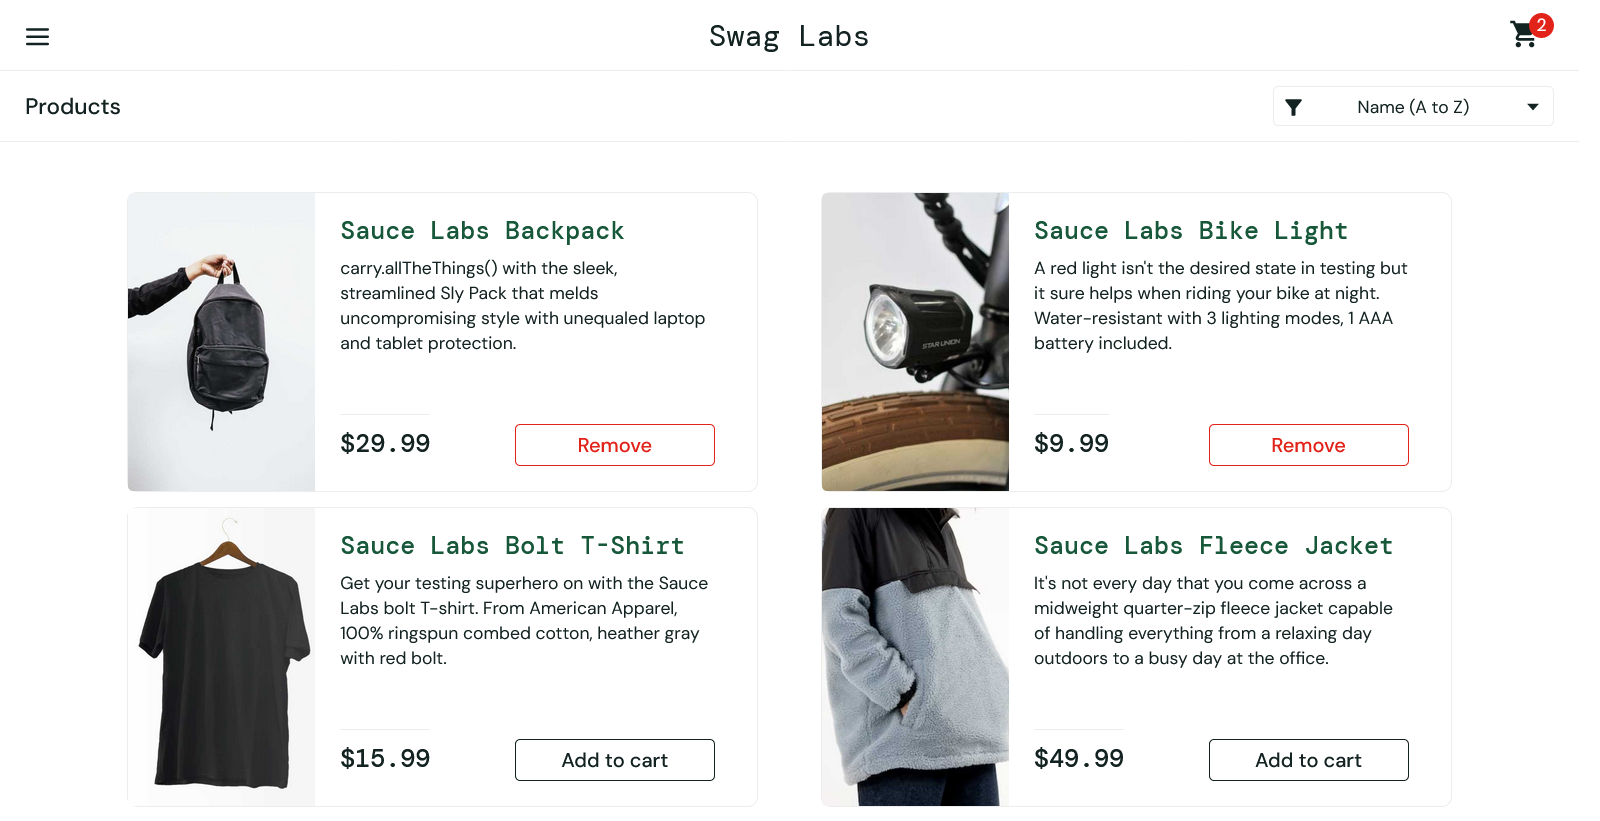 Swag Labs
2
Products
Name (A to Z)
Sauce Labs Backpack
carry.allTheThings() with the sleek,
streamlined Sly Pack that melds
uncompromising style with unequaled laptop
and tablet protection.
$29.99
Remove
Sauce Labs Bike Light
A red light isn't the desired state in testing but
it sure helps when riding your bike at night.
Water-resistant with 3 lighting modes, 1 AAA
battery included.
STAR UNION
$9.99
Remove
Sauce Labs Bolt T-Shirt
Get your testing superhero on with the Sauce
Labs bolt T-shirt. From American Apparel,
100% ringspun combed cotton, heather gray
with red bolt.
$15.99
Add to cart
Sauce Labs Fleece Jacket
It's not every day that you come across a
midweight quarter-zip fleece jacket capable
of handling everything from a relaxing day
outdoors to a busy day at the office.
$49.99
Add to cart